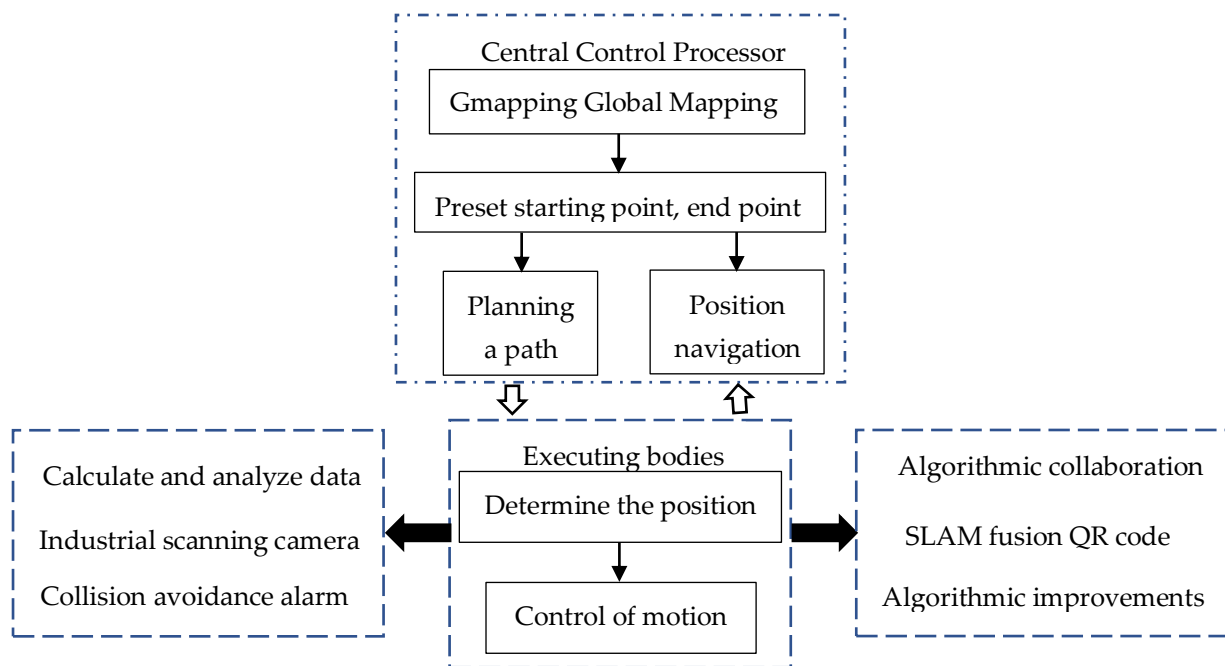 Central Control Processor
Gmapping Global Mapping
Preset starting point, end point
Planning
a path
Position
navigation
Calculate and analyze data
Industrial scanning camera
Collision avoidance alarm
Executing bodies
Determine the position
Control of motion
Algorithmic collaboration
SLAM fusion QR code
Algorithmic improvements